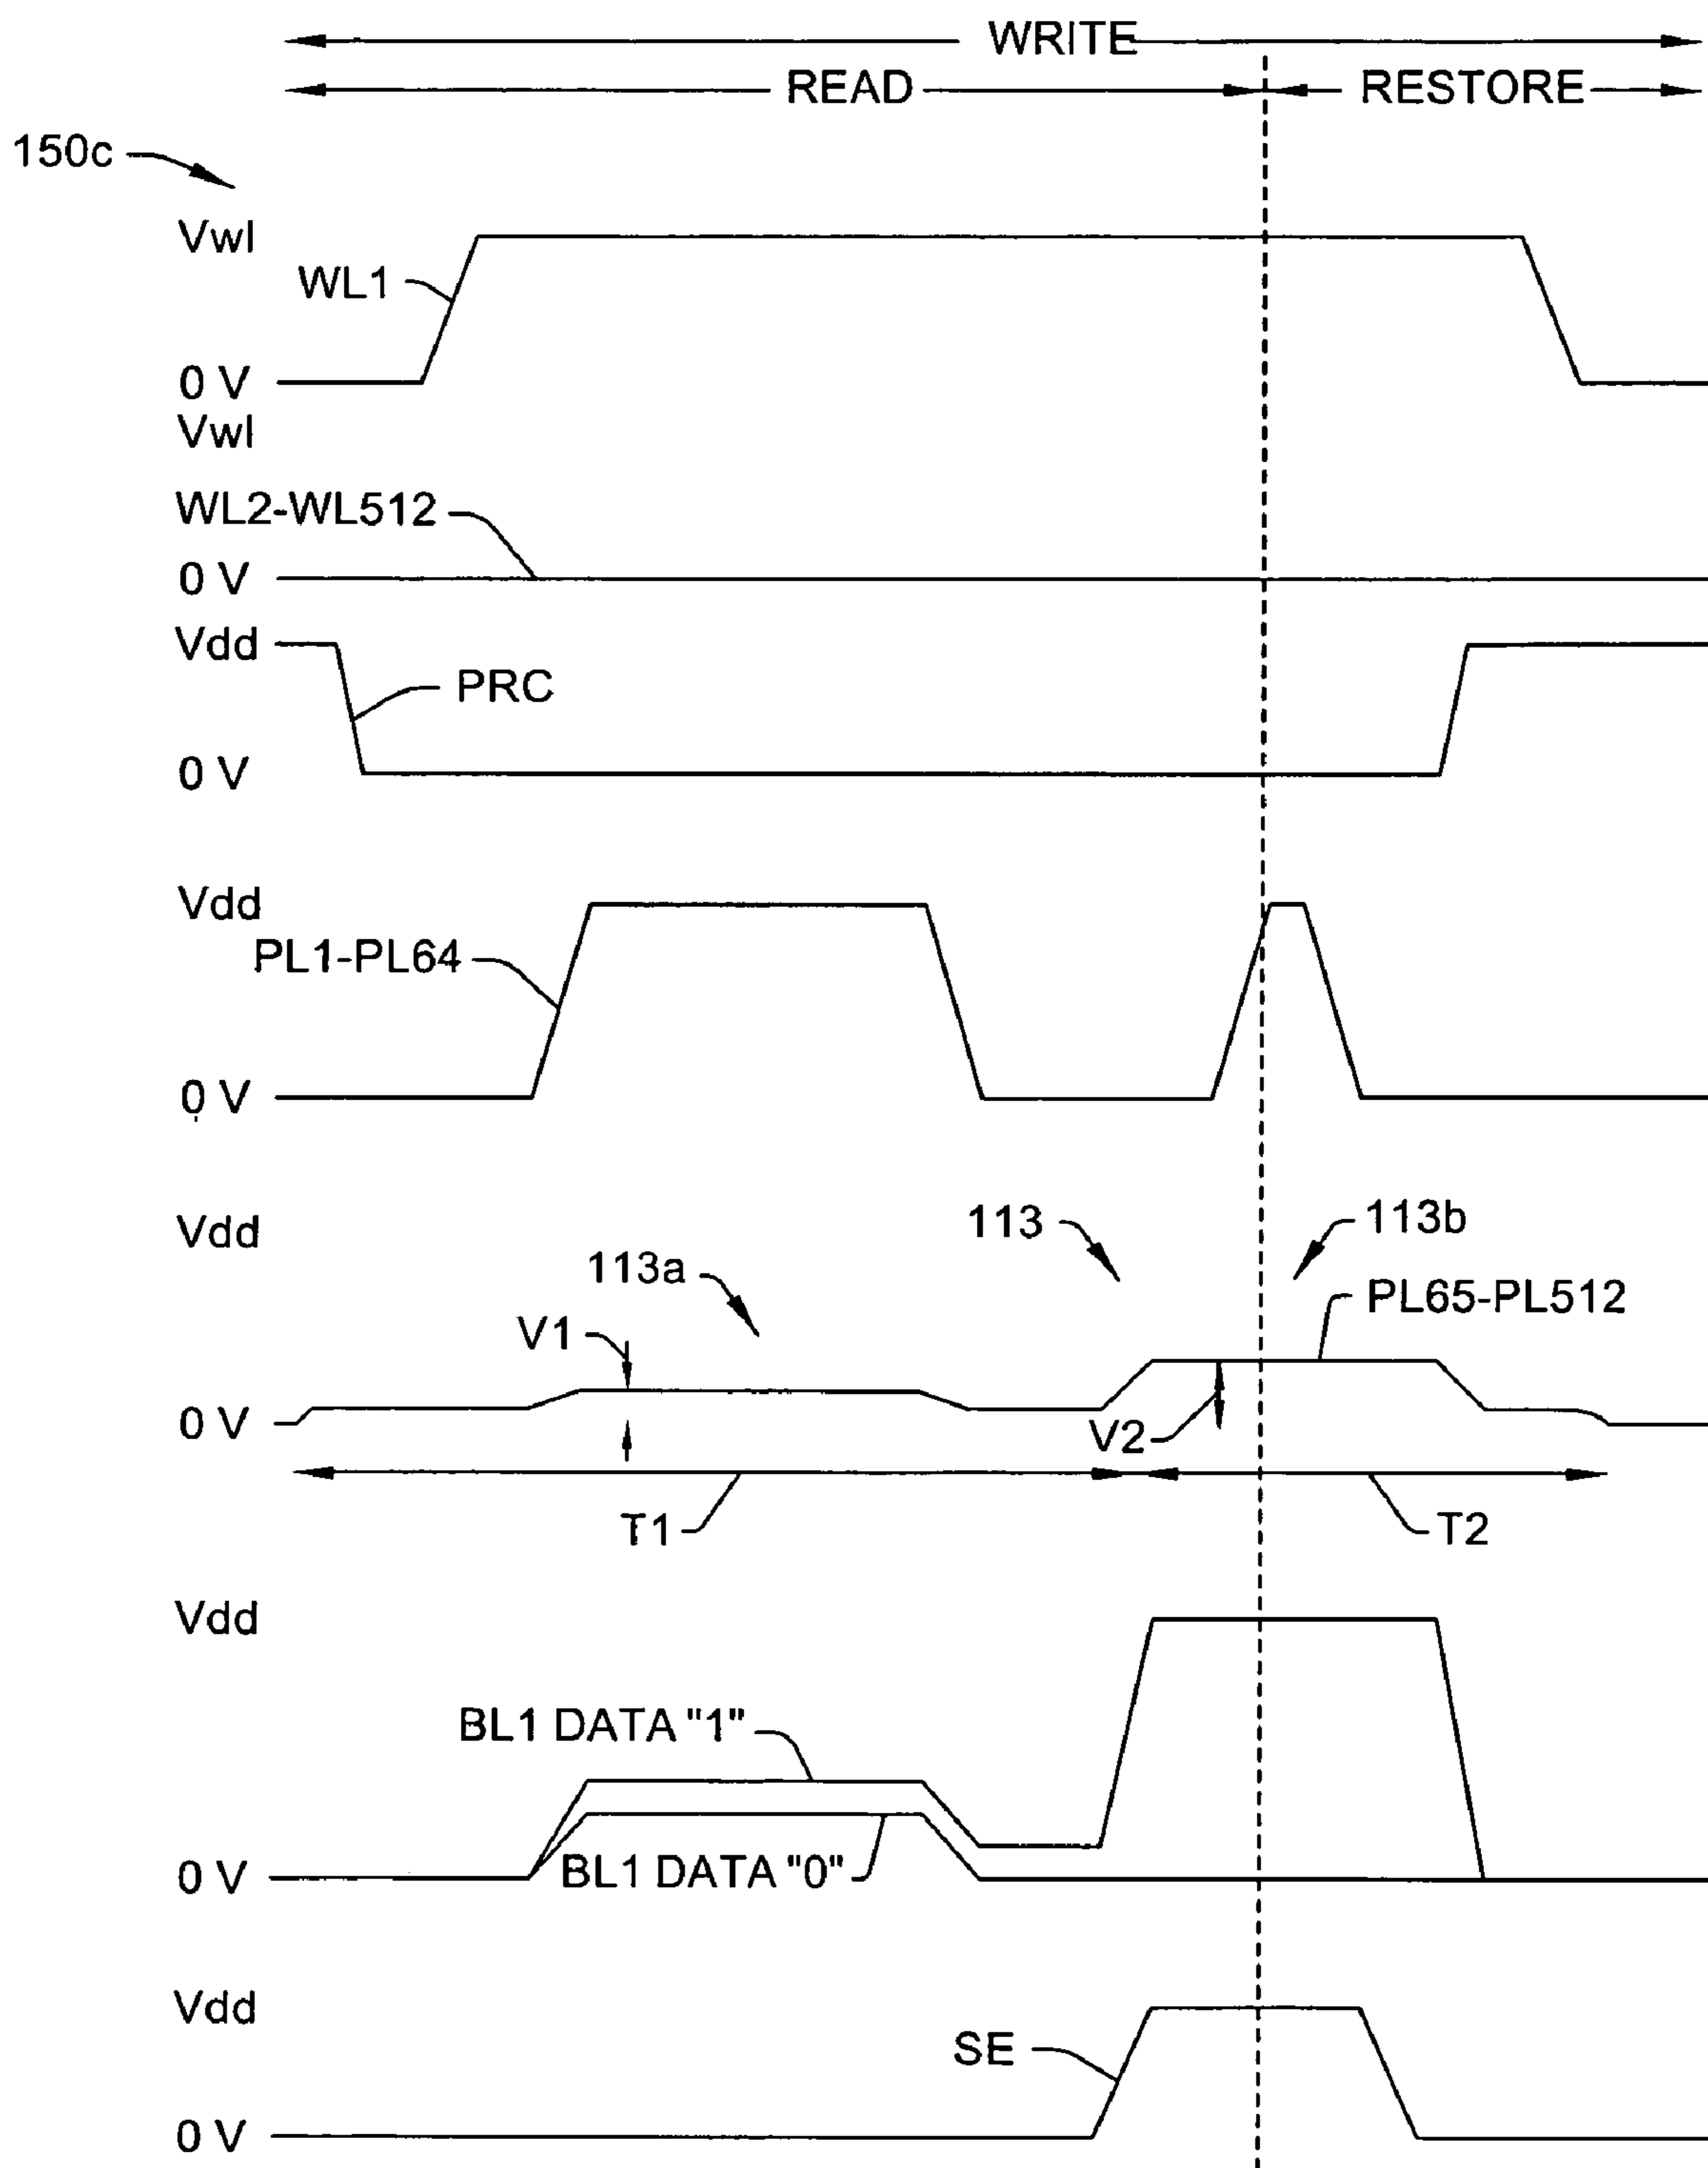 WRITE
READ RESTORE
150c
Vwl
WL1
0 V
Vwl
WL2-WL512
0 V
Vdd
PRC
0 V
Vdd
PL1-PL64
0 V
Vdd
113
113b
113a
PL65-PL512
V1
0 V
V2
T1
T2
Vdd
BL1 DATA "1"
BL1 DATA "0"
0 V
Vdd
SE
0 V